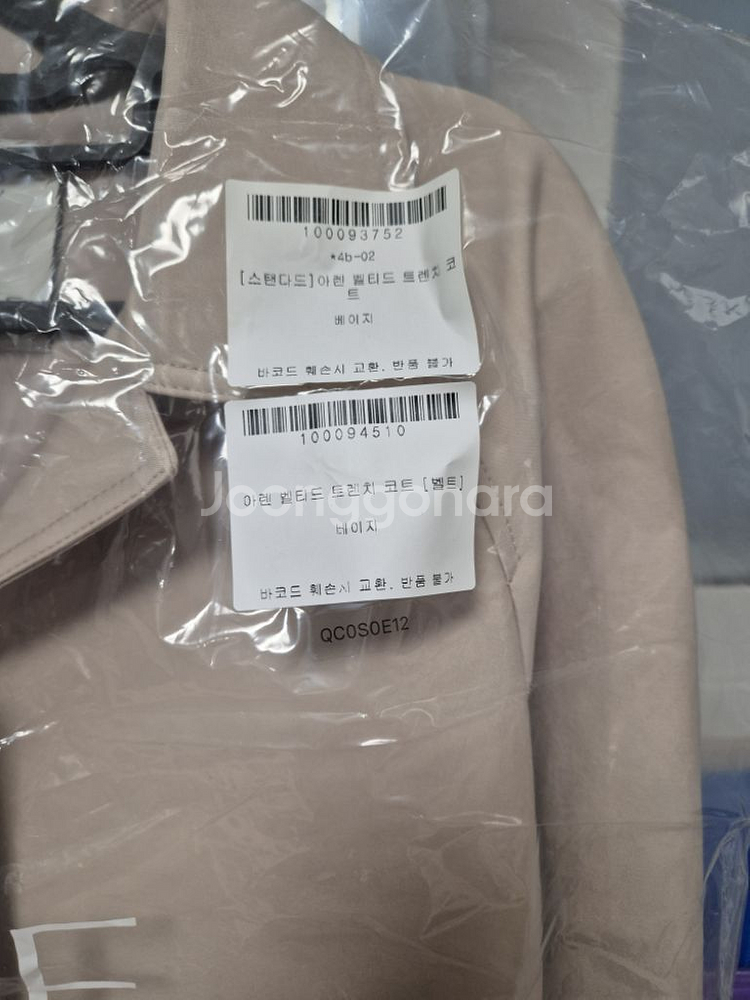 100093752
*4b-02
[스탠다드]아렌 벨티드 트렌치 코
트
베이지
바코드 훼손시 교환, 반품 불가
100094510
아렌 벨티드 트렌치 코트 [벨트]
베이지
바코드 훼손시 교환, 반품 불가
Joonggonara
QC0S0E12